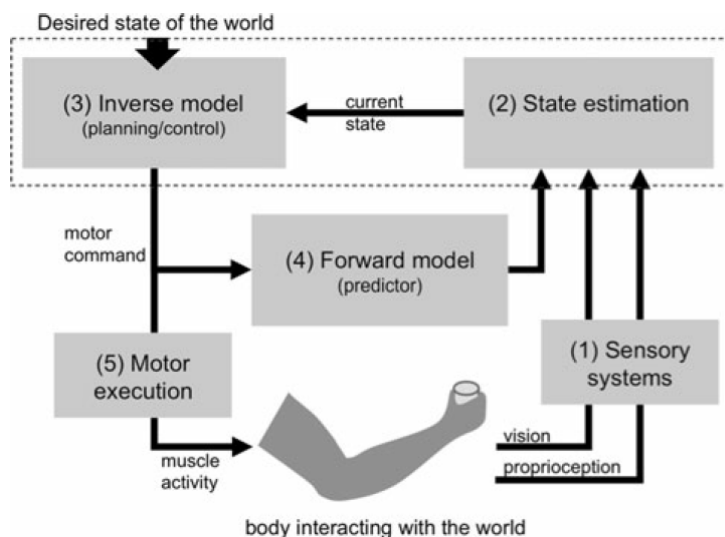 Desired state of the world
(3) Inverse model
(planning/control)
current
state
(2) State estimation
motor
command
(4) Forward model
(predictor)
(5) Motor
execution
(1) Sensory
systems
muscle
activity
vision
proprioception
body interacting with the world